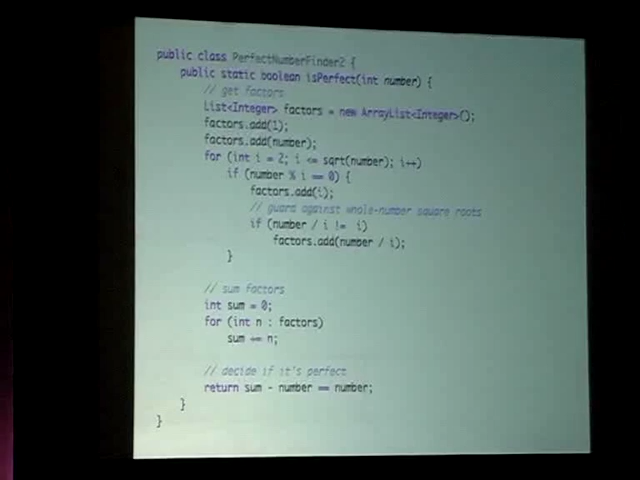 public class PerfectNumberFinder2 {
public static boolean isPerfect(int number) {
// get factors
List<Integer> factors = new ArrayList<Integer>();
factors.add(1);
factors.add(number);
for (int i = 2; i <= sqrt(number); i++)
if (number % i == 0) {
factors.add(i);
// guard against whole-number square roots
if (number / i != i)
factors.add(number / i);
}
// sum factors
int sum = 0;
for (int n : factors)
sum += n;
// decide if it's perfect
return sum - number == number;
}
}